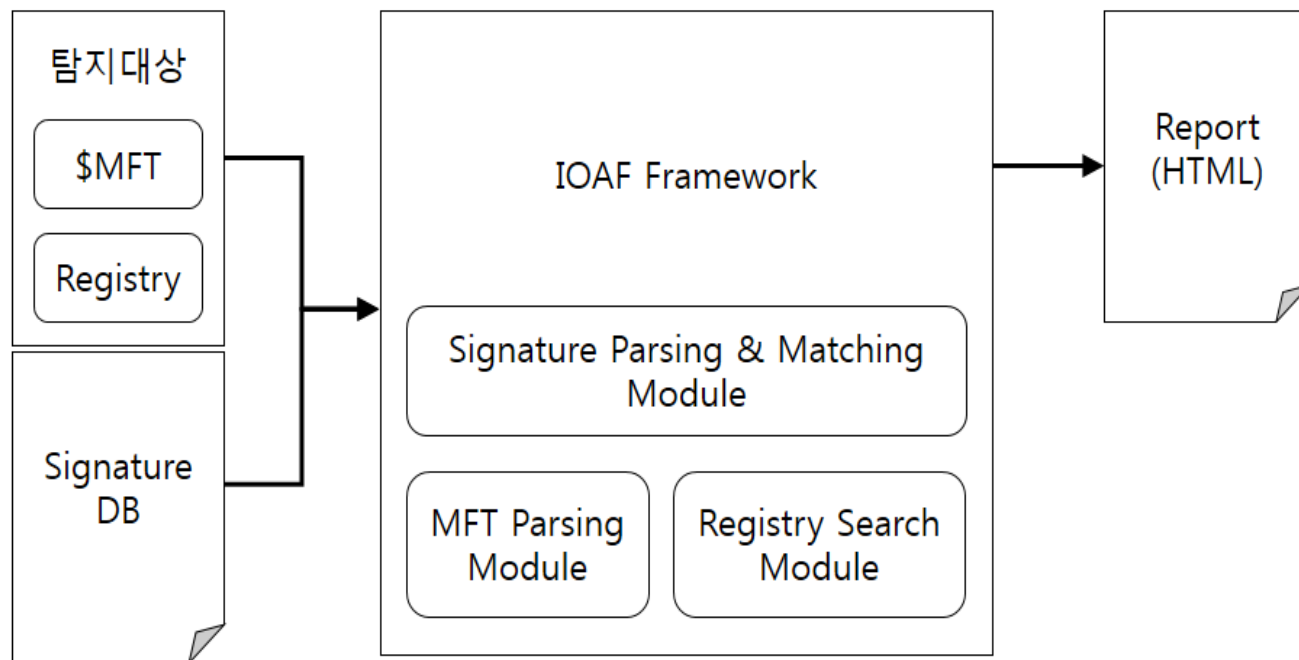 탐지대상
$MFT
Registry
Signature
DB
IOAF Framework
Signature Parsing & Matching
Module
MFT Parsing
Module
Registry Search
Module
Report
(HTML)